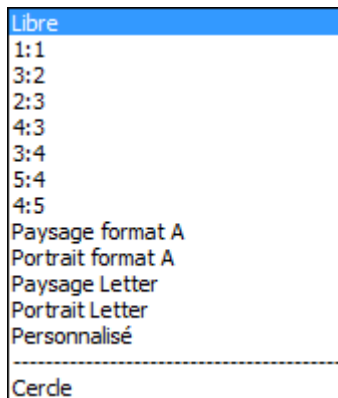 Libre
1:1
3:2
2:3
4:3
3:4
5:4
4:5
Paysage format A
Portrait format A
Paysage Letter
Portrait Letter
Personnalisé
----------------------------------------
Cercle